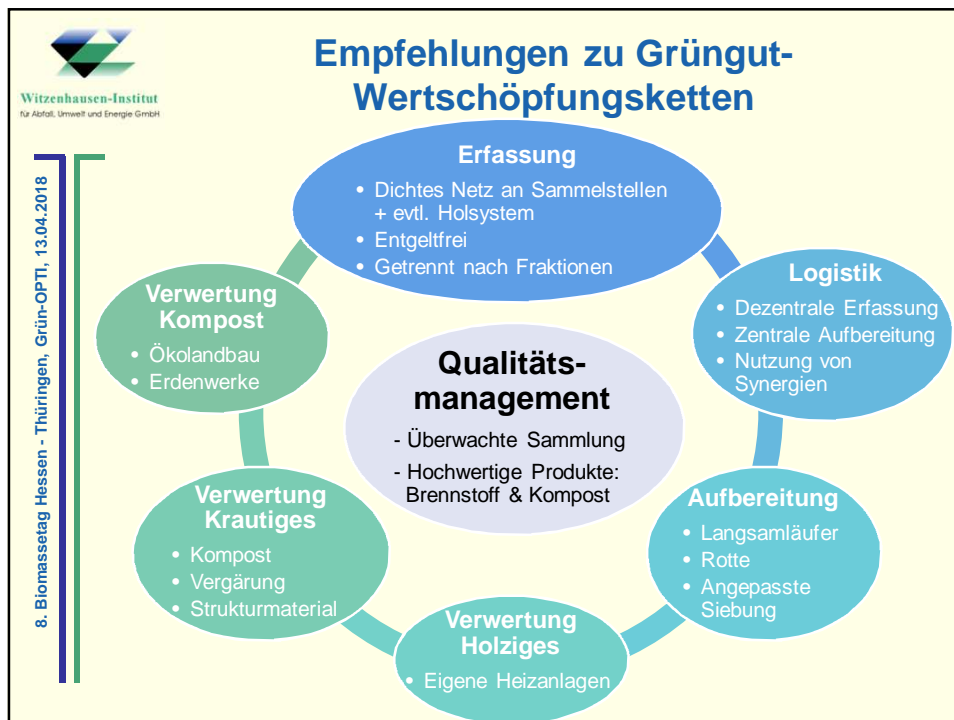 Empfehlungen zu Grüngut-
Wertschöpfungsketten
Witzenhausen-Institut
für Abfall, Umwelt und Energie GmbH
8. Biomassetag Hessen - Thüringen, Grün-OPTI, 13.04.2018
Erfassung
• Dichtes Netz an Sammelstellen
+ evtl. Holsystem
• Entgeltfrei
• Getrennt nach Fraktionen
Logistik
• Dezentrale Erfassung
• Zentrale Aufbereitung
• Nutzung von
Synergien
Aufbereitung
• Langsamläufer
• Rotte
• Angepasste
Siebung
Verwertung
Holziges
• Eigene Heizanlagen
Verwertung
Krautiges
• Kompost
• Vergärung
• Strukturmaterial
Verwertung
Kompost
• Ökolandbau
• Erdenwerke
Qualitäts-
management
- Überwachte Sammlung
- Hochwertige Produkte:
Brennstoff & Kompost